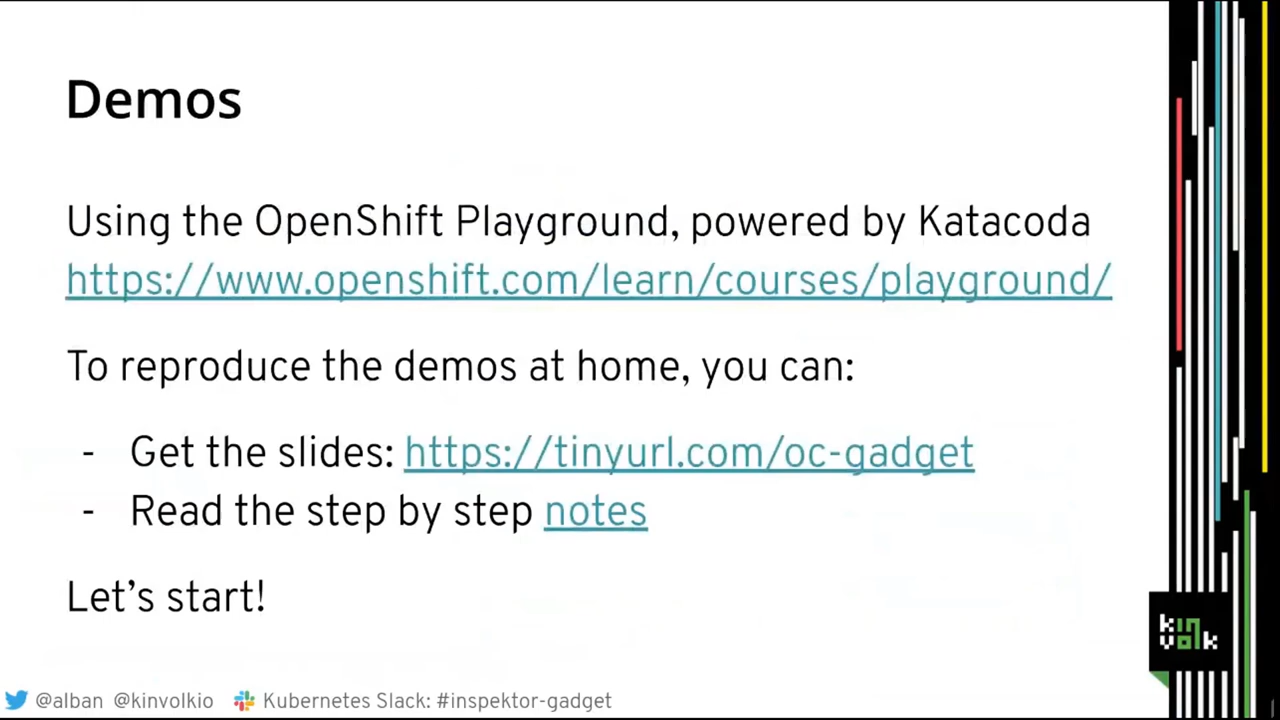 Demos
Using the OpenShift Playground, powered by Katacoda
https://www.openshift.com/learn/courses/playground/
To reproduce the demos at home, you can:
- Get the slides: https://tinyurl.com/oc-gadget
- Read the step by step notes
Let’s start!
kin
volk
@alban @kinvolkio Kubernetes Slack: #inspektor-gadget